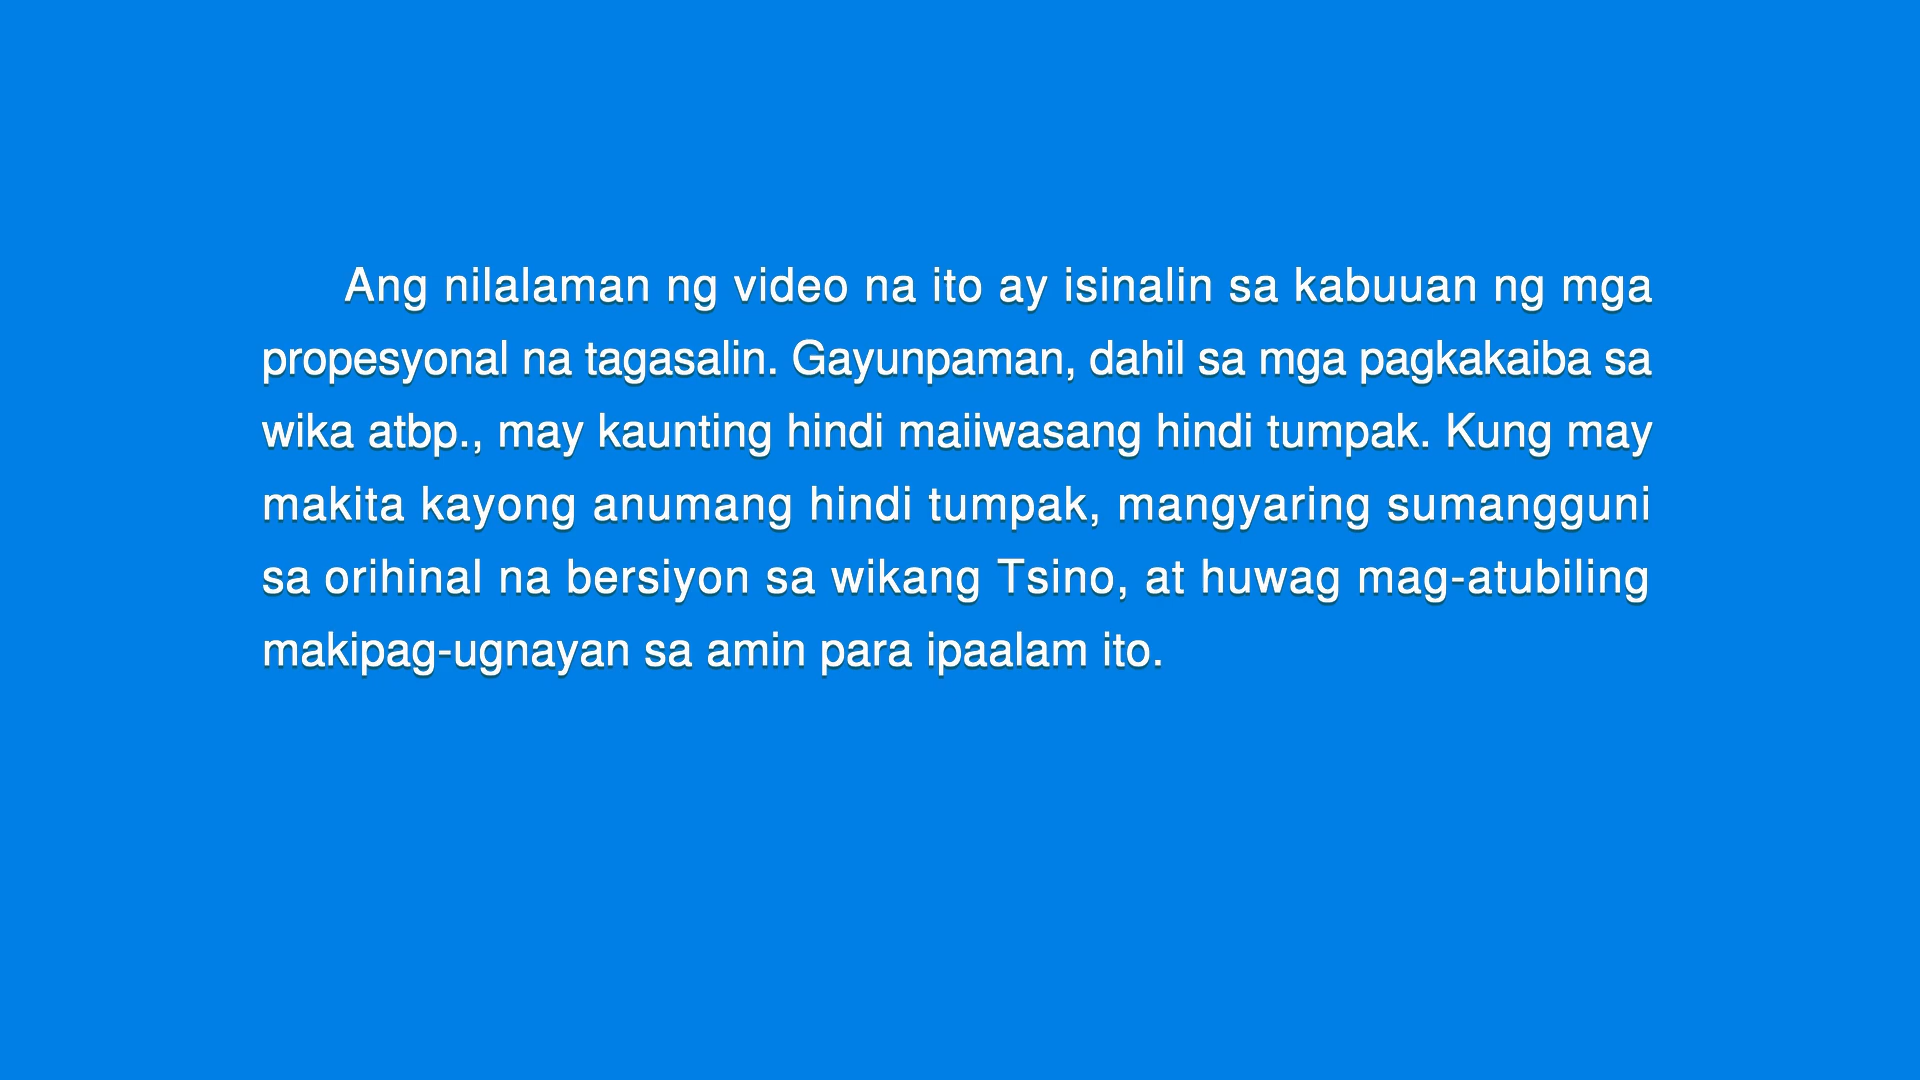 Ang nilalaman ng video na ito ay isinalin sa kabuuan ng mga
propesyonal na tagasalin. Gayunpaman, dahil sa mga pagkakaiba sa
wika atbp., may kaunting hindi maiiwasang hindi tumpak. Kung may
makita kayong anumang hindi tumpak, mangyaring sumangguni
sa orihinal na bersiyon sa wikang Tsino, at huwag mag-atubiling
makipag-ugnayan sa amin para ipaalam ito.